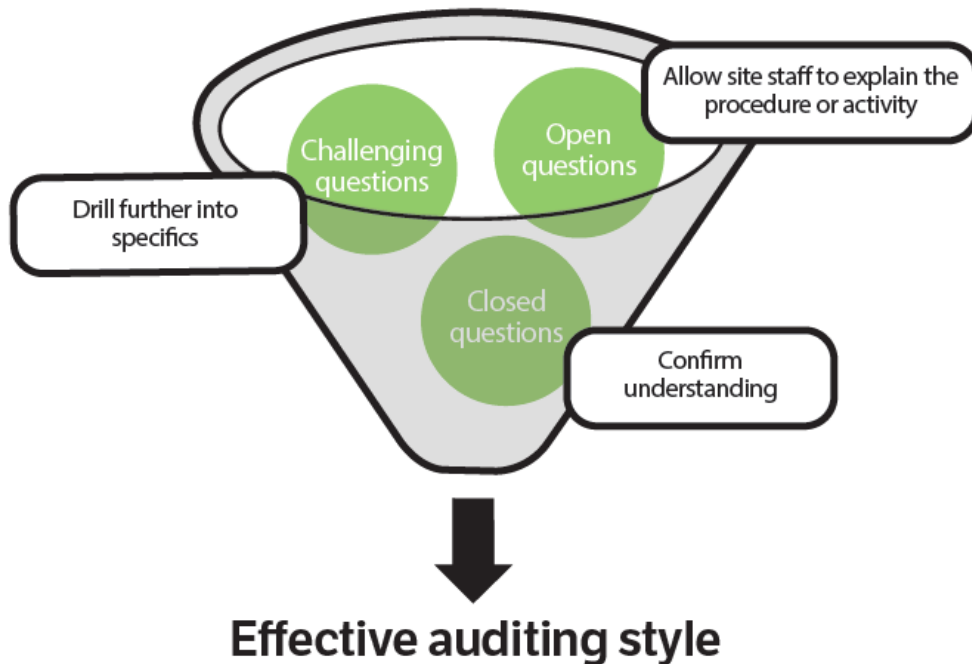 Allow site staff to explain the
procedure or activity
Open
questions
Challenging
questions
Drill further into
specifics
Closed
questions
Confirm
understanding
Effective auditing style